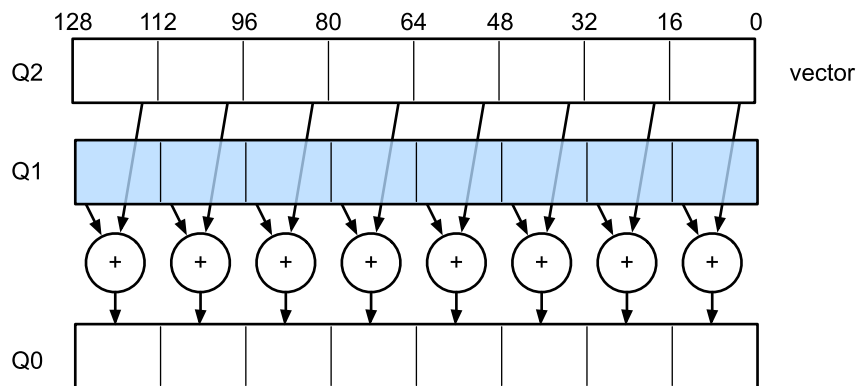 128 112 96 80 64 48 32 16 0
Q2 vector
Q1
+ + + + + + + +
Q0